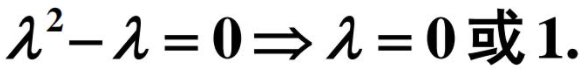 λ² − λ = 0 ⇒ λ = 0 或 1.